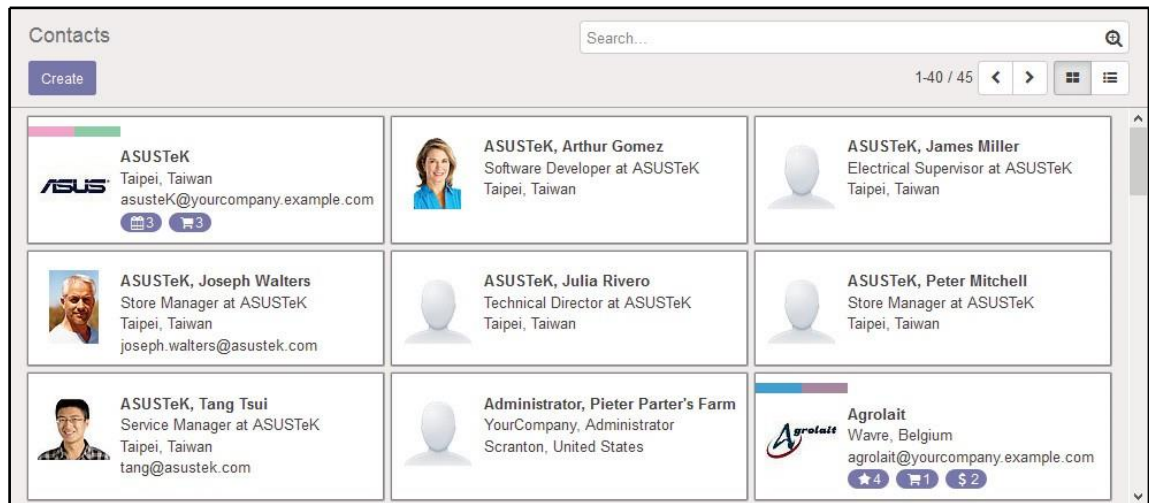 Contacts
Search...
Create
1-40 / 45
ASUS
ASUSTeK
Taipei, Taiwan
asusteK@yourcompany.example.com
3 3
ASUSTeK, Arthur Gomez
Software Developer at ASUSTeK
Taipei, Taiwan
ASUSTeK, James Miller
Electrical Supervisor at ASUSTeK
Taipei, Taiwan
ASUSTeK, Joseph Walters
Store Manager at ASUSTeK
Taipei, Taiwan
joseph.walters@asustek.com
ASUSTeK, Julia Rivero
Technical Director at ASUSTeK
Taipei, Taiwan
ASUSTeK, Peter Mitchell
Store Manager at ASUSTeK
Taipei, Taiwan
ASUSTeK, Tang Tsui
Service Manager at ASUSTeK
Taipei, Taiwan
tang@asustek.com
Administrator, Pieter Parter's Farm
YourCompany, Administrator
Scranton, United States
Agrolait
Agrolait
Wavre, Belgium
agrolait@yourcompany.example.com
4 1 $ 2